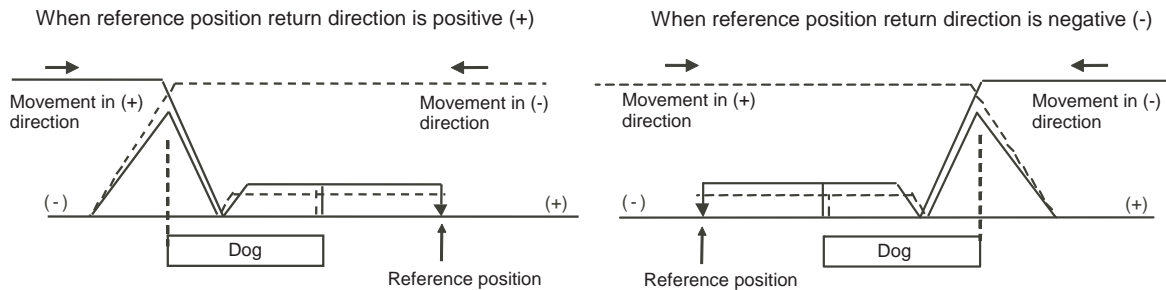 When reference position return direction is positive (+)
Movement in (+)
direction
Movement in (-)
direction
(-)
(+)
Dog
Reference position
When reference position return direction is negative (-)
Movement in (+)
direction
Movement in (-)
direction
(-)
(+)
Dog
Reference position